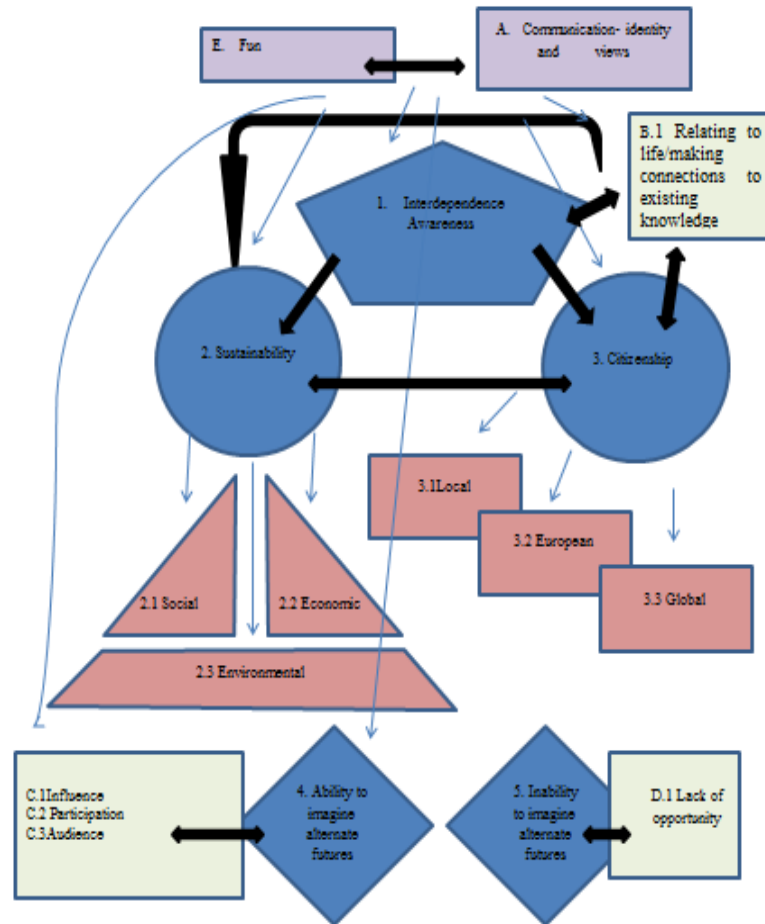 E. Fun
A. Communication- identity
and views
B.1 Relating to
life/making
connections to
existing
knowledge
1. Interdependence
Awareness
2. Sustainability
3. Citizenship
3.1Local
3.2 European
3.3 Global
2.1 Social
2.2 Economic
2.3 Environmental
C.1Influence
C.2 Participation
C.3Audience
4. Ability to
imagine
alternate
futures
5. Inability
to imagine
alternate
futures
D.1 Lack of
opportunity